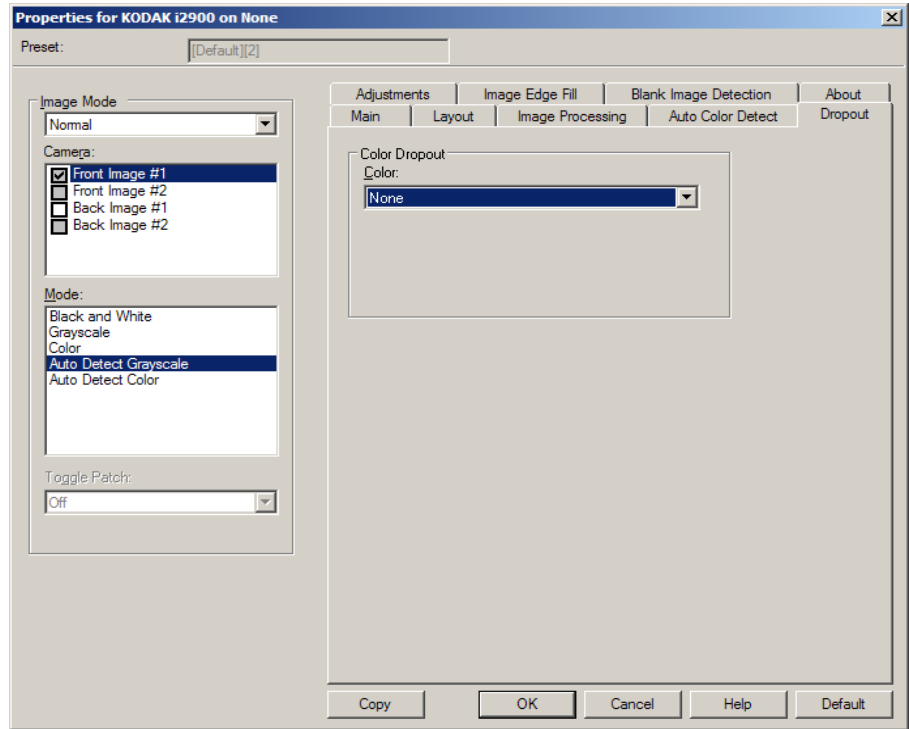 Properties for KODAK i2900 on None
Preset:
[Default][2]
Image Mode
Normal
Camera:
Front Image #1
Front Image #2
Back Image #1
Back Image #2
Mode:
Black and White
Grayscale
Color
Auto Detect Grayscale
Auto Detect Color
Toggle Patch:
Off
Adjustments Image Edge Fill Blank Image Detection About
Main Layout Image Processing Auto Color Detect Dropout
Color Dropout
Color:
None
Copy OK Cancel Help Default